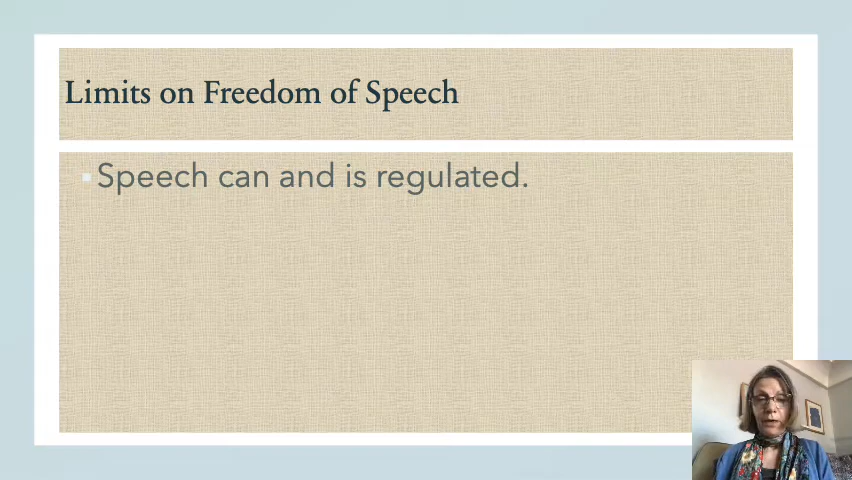 Limits on Freedom of Speech
Speech can and is regulated.